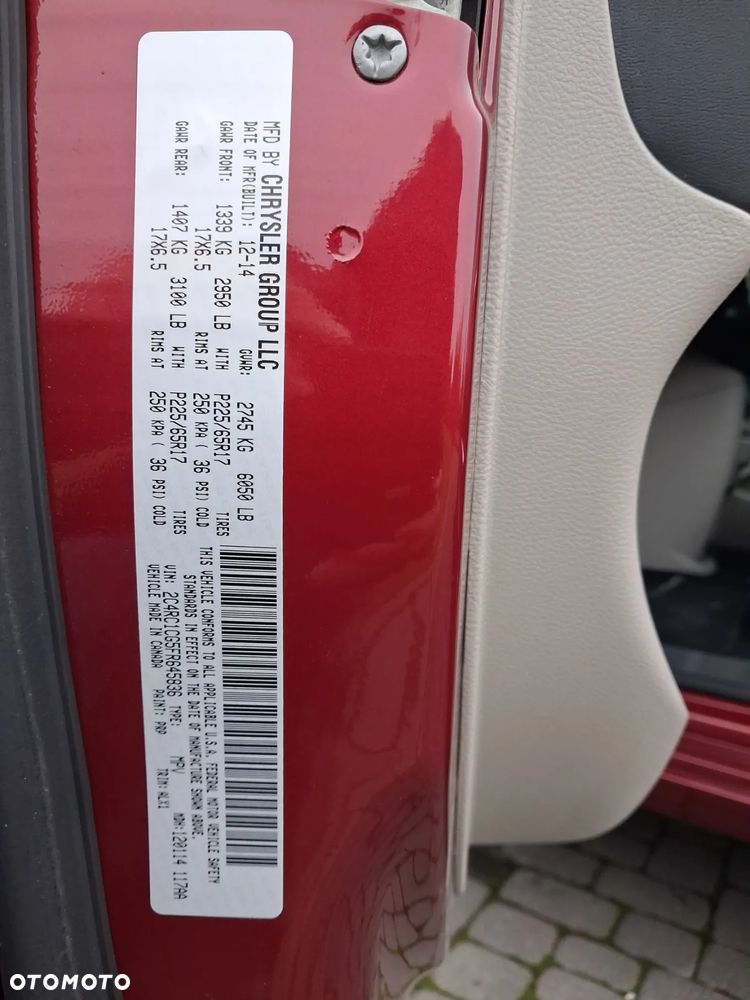 MFD BY CHRYSLER GROUP LLC
DATE OF MFR(BUILT): 12-14 GVWR: 2745 KG 6050 LB
GAWR FRONT: 1339 KG 2950 LB WITH P225/65R17 TIRES
17X6.5 RIMS AT 250 KPA ( 36 PSI) COLD
GAWR REAR: 1407 KG 3100 LB WITH P225/65R17 TIRES
17X6.5 RIMS AT 250 KPA ( 36 PSI) COLD
THIS VEHICLE CONFORMS TO ALL APPLICABLE U.S.A. FEDERAL MOTOR VEHICLE SAFETY
STANDARDS IN EFFECT ON THE DATE OF MANUFACTURE SHOWN ABOVE.
VIN: 2C4RC1CG5FR645836 TYPE: MPV MDH:120114 117AA
VEHICLE MADE IN CANADA PAINT: PRP TRIM:ALX1
OTOMOTO